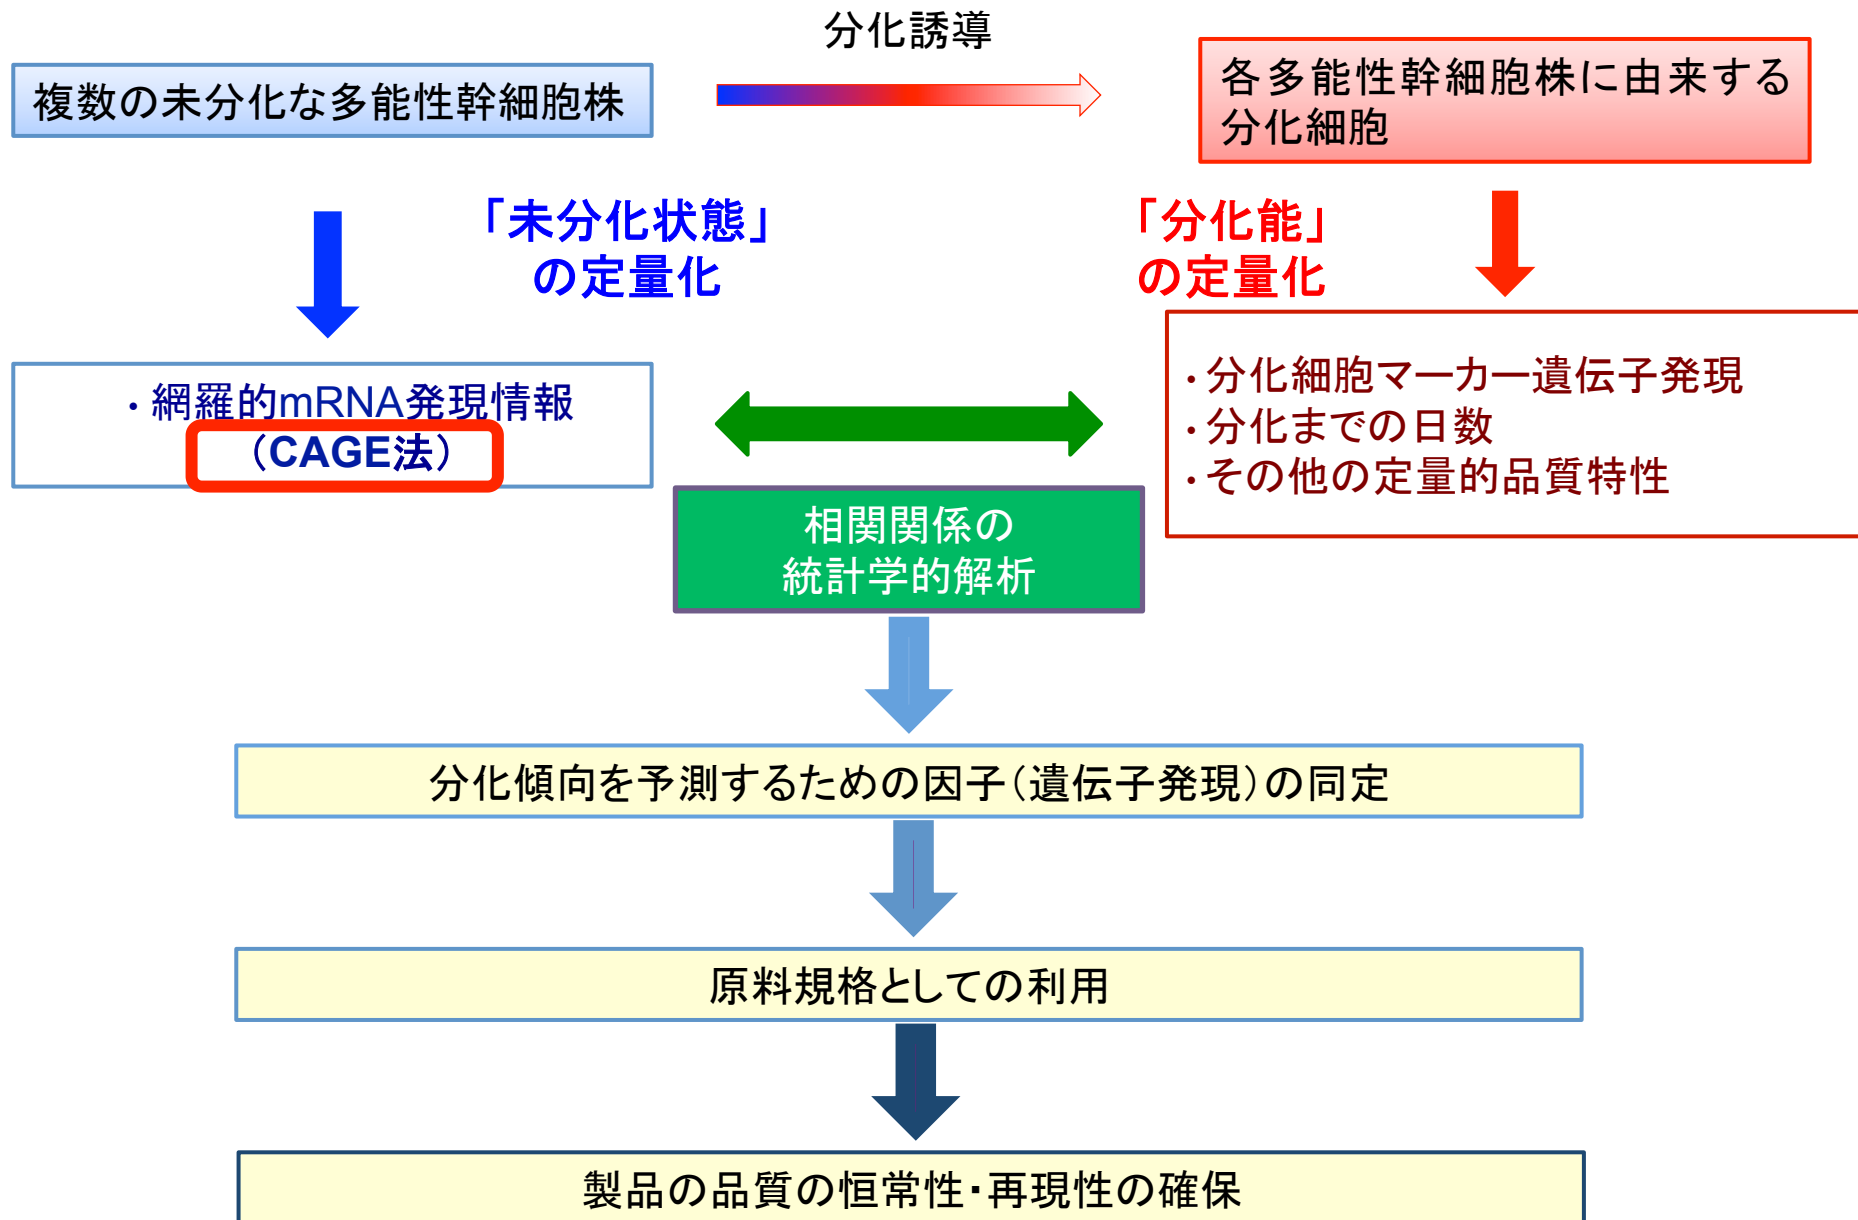 分化誘導
複数の未分化な多能性幹細胞株
各多能性幹細胞株に由来する
分化細胞
「未分化状態」
の定量化
「分化能」
の定量化
・網羅的mRNA発現情報
（CAGE法）
・分化細胞マーカー遺伝子発現
・分化までの日数
・その他の定量的品質特性
相関関係の
統計学的解析
分化傾向を予測するための因子（遺伝子発現）の同定
原料規格としての利用
製品の品質の恒常性・再現性の確保